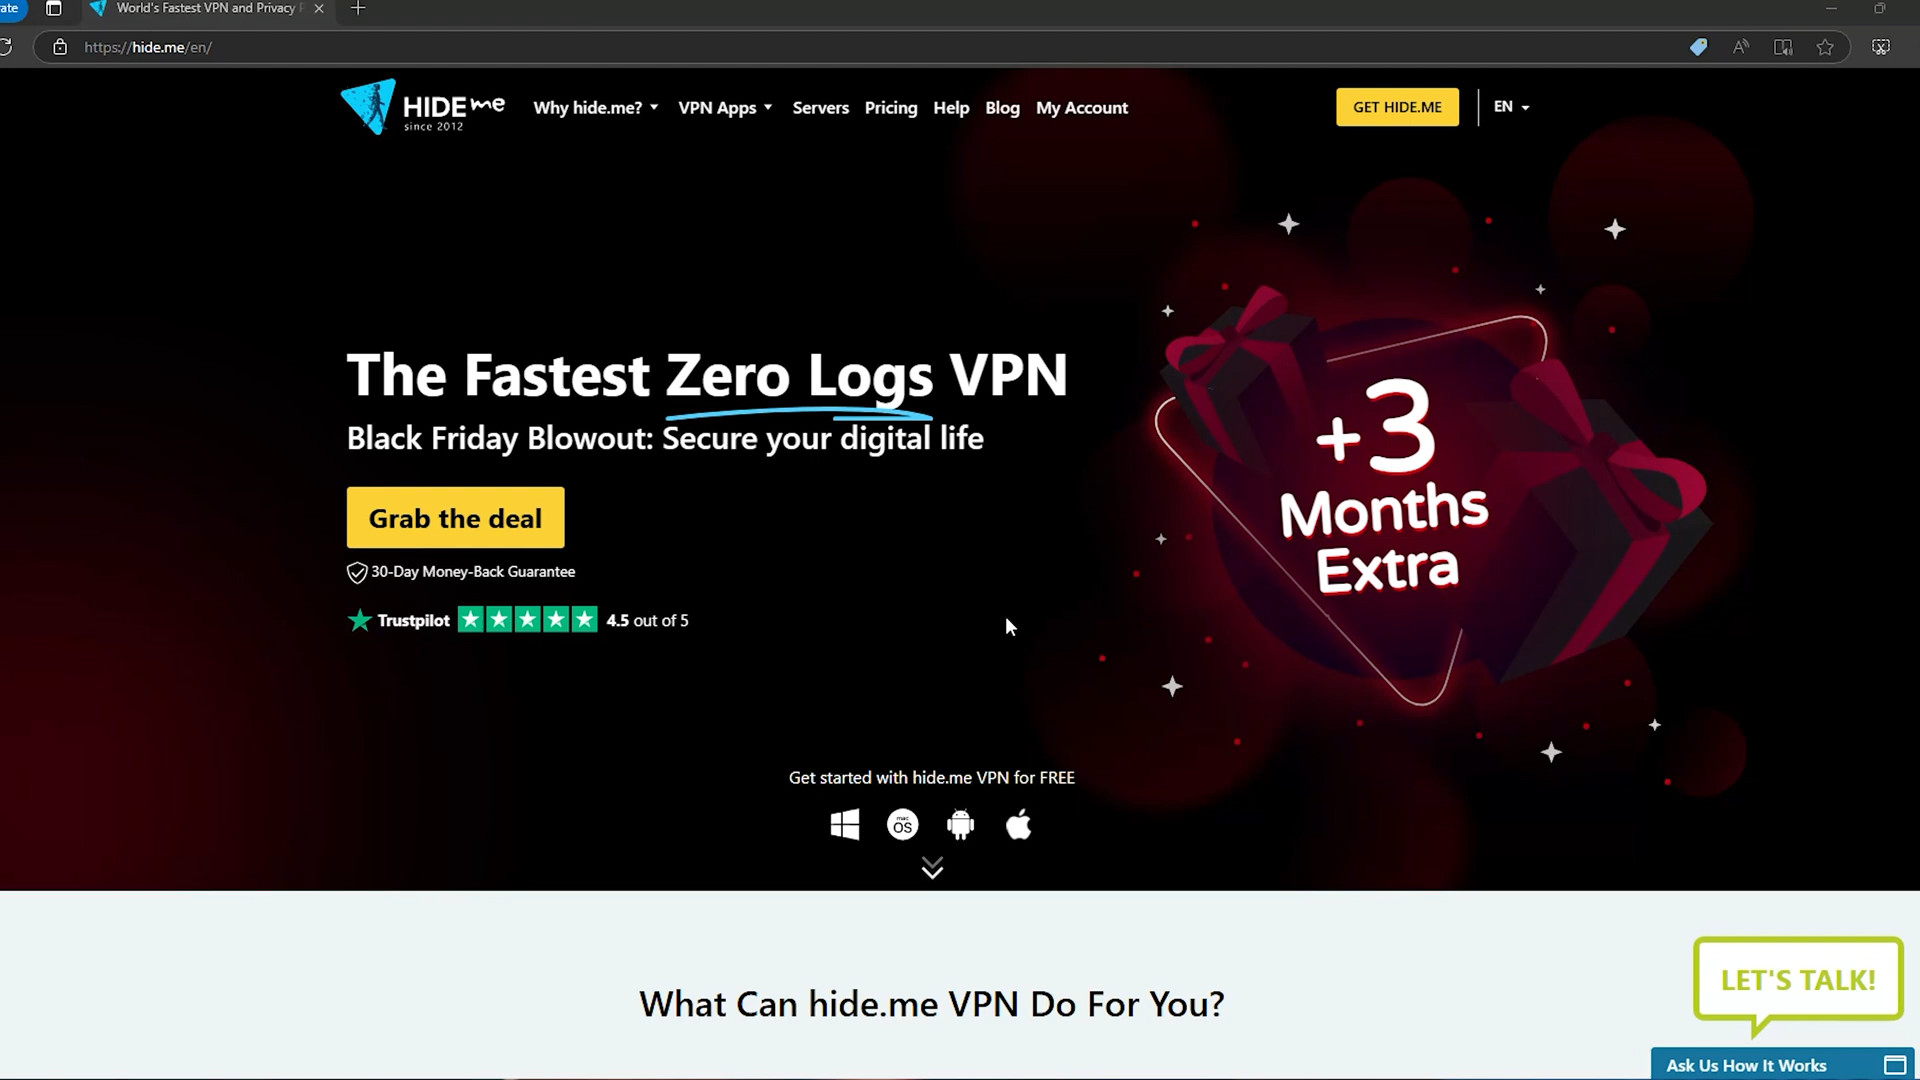 ate
World's Fastest VPN and Privacy P
https://hide.me/en/
HIDE me
since 2012
Why hide.me?
VPN Apps
Servers
Pricing
Help
Blog
My Account
GET HIDE.ME
EN
The Fastest Zero Logs VPN
Black Friday Blowout: Secure your digital life
Grab the deal
30-Day Money-Back Guarantee
Trustpilot
4.5 out of 5
+3
Months
Extra
Get started with hide.me VPN for FREE
mac
OS
What Can hide.me VPN Do For You?
LET'S TALK!
Ask Us How It Works